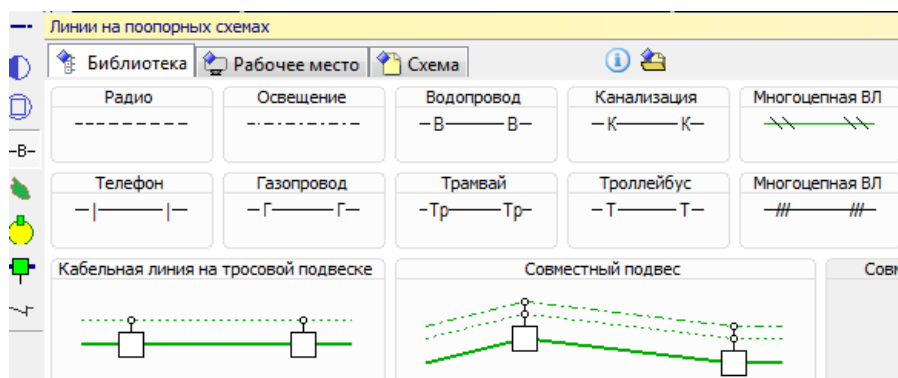 Линии на поопорных схемах
Библиотека Рабочее место Схема
Радио Освещение Водопровод Канализация Многоцепная ВЛ
В В К К
-В-
Телефон Газопровод Трамвай Троллейбус Многоцепная ВЛ
Г Г Тр Тр Т Т
Кабельная линия на тросовой подвеске Совместный подвес Совм